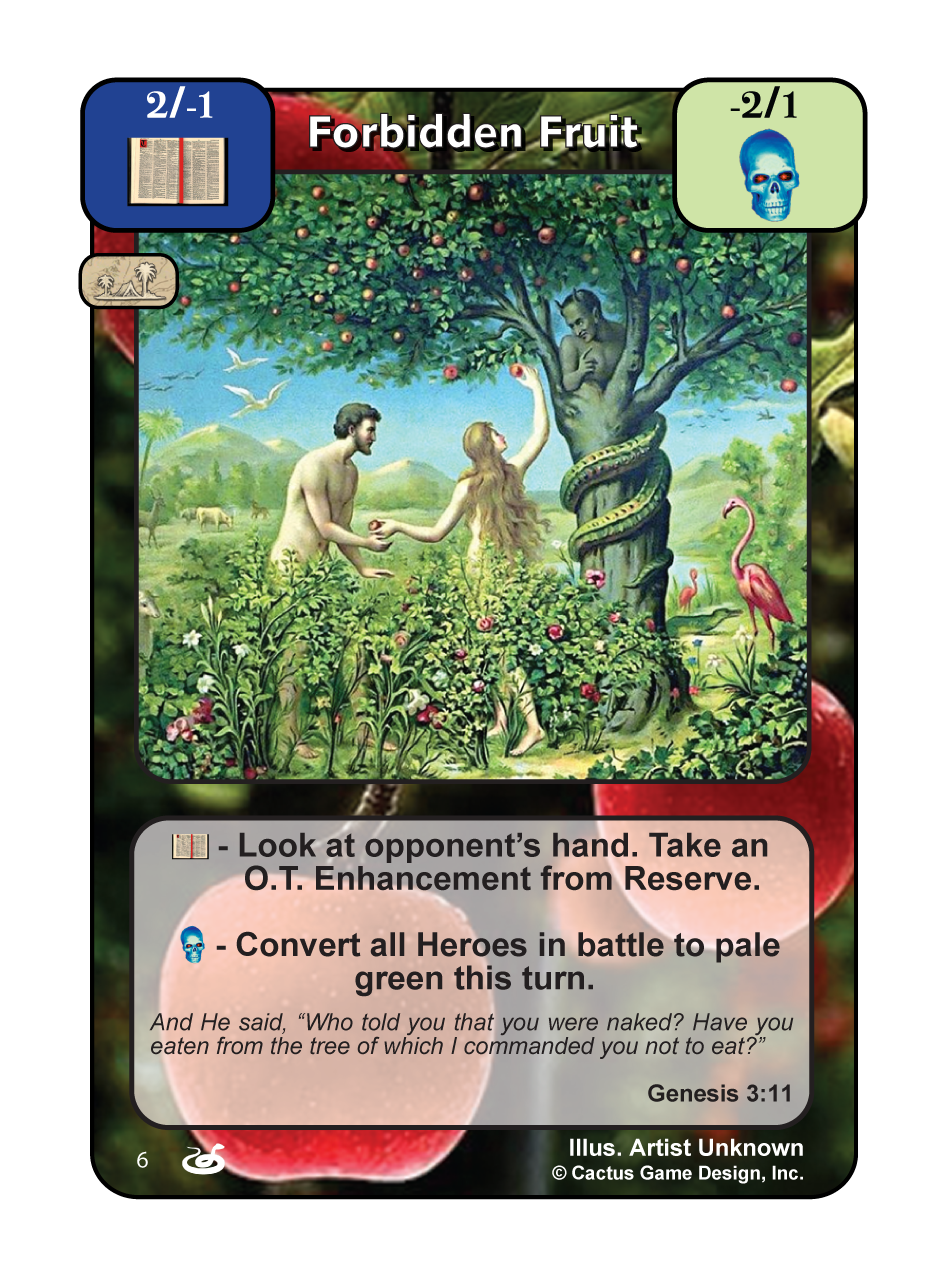 2/-1
Forbidden Fruit
-2/1
- Look at opponent's hand. Take an
O.T. Enhancement from Reserve.
- Convert all Heroes in battle to pale
green this turn.
And He said, “Who told you that you were naked? Have you
eaten from the tree of which I commanded you not to eat?”
Genesis 3:11
6
Illus. Artist Unknown
© Cactus Game Design, Inc.